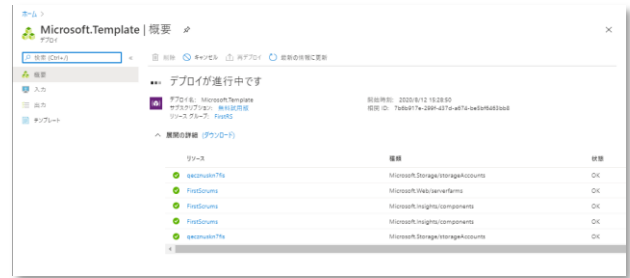 ホーム >
Microsoft.Template | 概要
デプロイ
検索 (Ctrl+/)
削除 キャンセル 再デプロイ 最新の状態に更新
概要
入力
出力
テンプレート
デプロイが進行中です
デプロイ名: Microsoft.Template
サブスクリプション: 無料試用版
リソース グループ: FirstRS
開始時刻: 2020/8/12 10:28:50
相関 ID:
展開の詳細 (ダウンロード)
リソース 種類 状態
Microsoft.Storage/storageAccounts OK
FirstScrums Microsoft.Web/serverfarms OK
FirstScrums Microsoft.Insights/components OK
FirstScrums Microsoft.Insights/components OK
Microsoft.Storage/storageAccounts OK